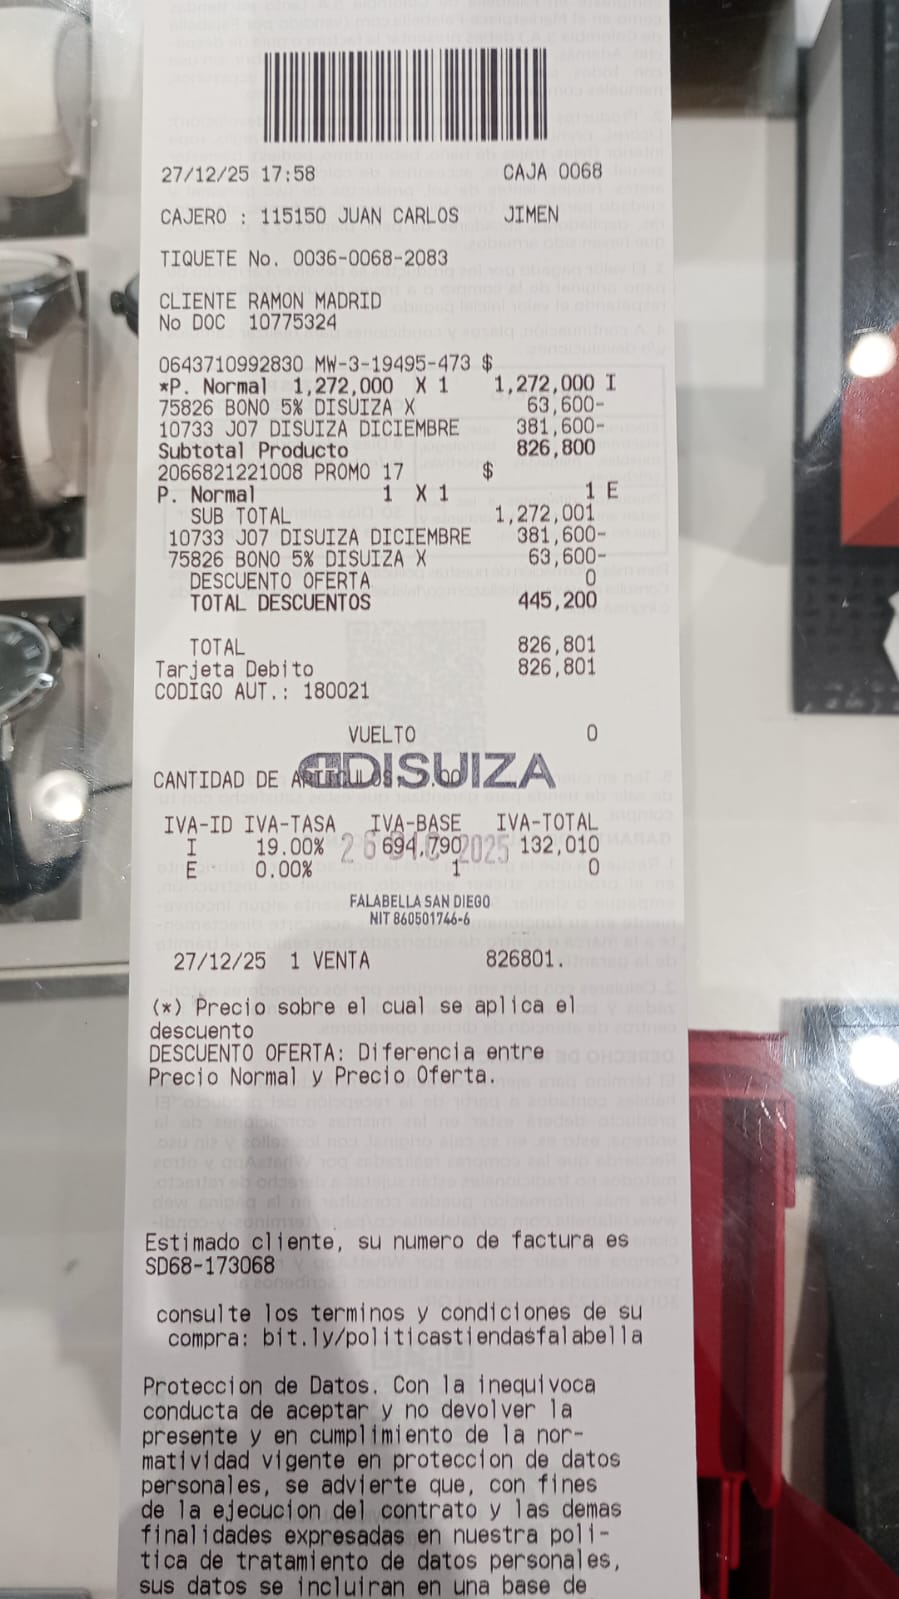 27/12/25 17:58 CAJA 0068
CAJERO : 115150 JUAN CARLOS JIMEN
TIQUETE No. 0036-0068-2083
CLIENTE RAMON MADRID
No DOC 10775324
0643710992830 MW-3-19495-473 $
*P. Normal 1,272,000 X 1 1,272,000 I
75826 BONO 5% DISUIZA X 63,600-
10733 J07 DISUIZA DICIEMBRE 381,600-
Subtotal Producto 826,800
2066821221008 PROMO 17 $
P. Normal 1 X 1 1 E
SUB TOTAL 1,272,001
10733 J07 DISUIZA DICIEMBRE 381,600-
75826 BONO 5% DISUIZA X 63,600-
DESCUENTO OFERTA 0
TOTAL DESCUENTOS 445,200
TOTAL 826,801
Tarjeta Debito 826,801
CODIGO AUT.: 180021
VUELTO 0
DISUIZA
CANTIDAD DE ARTICULOS .00
IVA-ID IVA-TASA IVA-BASE IVA-TOTAL
I 19.00% 694,790 132,010
26 DIC 2025
E 0.00% 1 0
FALABELLA SAN DIEGO
NIT 860501746-6
27/12/25 1 VENTA 826801.
(*) Precio sobre el cual se aplica el
descuento
DESCUENTO OFERTA: Diferencia entre
Precio Normal y Precio Oferta.
Estimado cliente, su numero de factura es
SD68-173068
consulte los terminos y condiciones de su
compra: bit.ly/politicastiendasfalabella
Proteccion de Datos. Con la inequivoca
conducta de aceptar y no devolver la
presente y en cumplimiento de la nor-
matividad vigente en proteccion de datos
personales, se advierte que, con fines
de la ejecucion del contrato y las demas
finalidades expresadas en nuestra poli-
tica de tratamiento de datos personales,
sus datos se incluiran en una base de